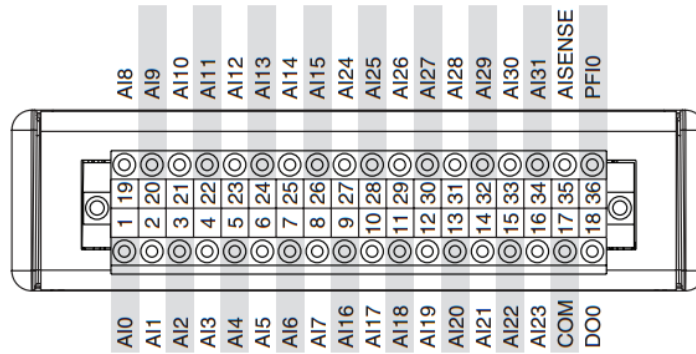 AI8
AI9
AI10
AI11
AI12
AI13
AI14
AI15
AI24
AI25
AI26
AI27
AI28
AI29
AI30
AI31
AISENSE
PFI0
19 20 21 22 23 24 25 26 27 28 29 30 31 32 33 34 35 36
1 2 3 4 5 6 7 8 9 10 11 12 13 14 15 16 17 18
AI0
AI1
AI2
AI3
AI4
AI5
AI6
AI7
AI16
AI17
AI18
AI19
AI20
AI21
AI22
AI23
COM
DO0